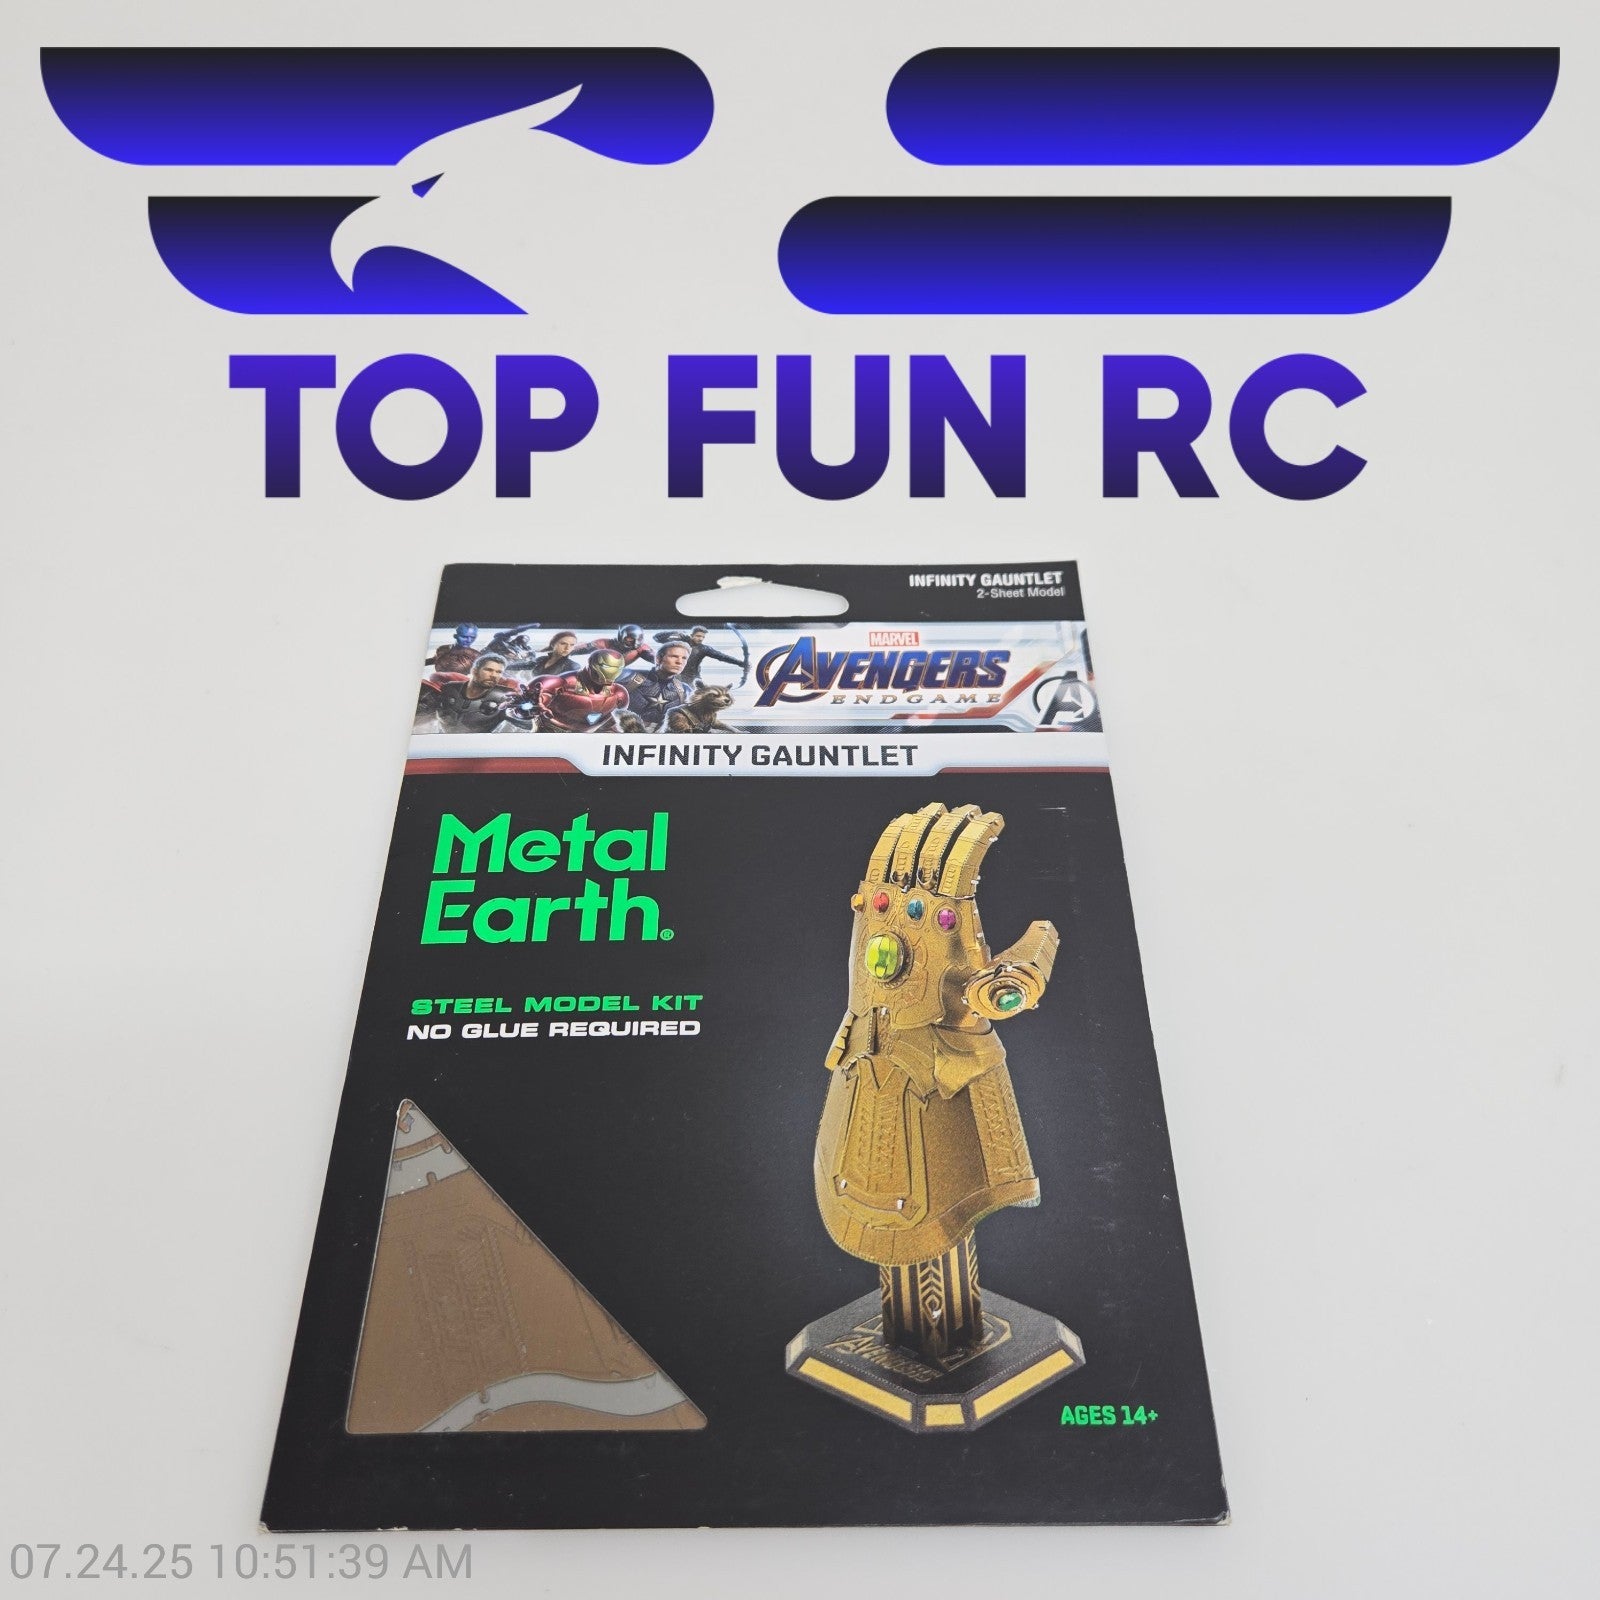 TOP FUN RC
INFINITY GAUNTLET
2-Sheet Model
MARVEL
AVENGERS
ENDGAME
INFINITY GAUNTLET
Metal
Earth®
STEEL MODEL KIT
NO GLUE REQUIRED
AVENGERS
AGES 14+
07.24.25 10:51:39 AM